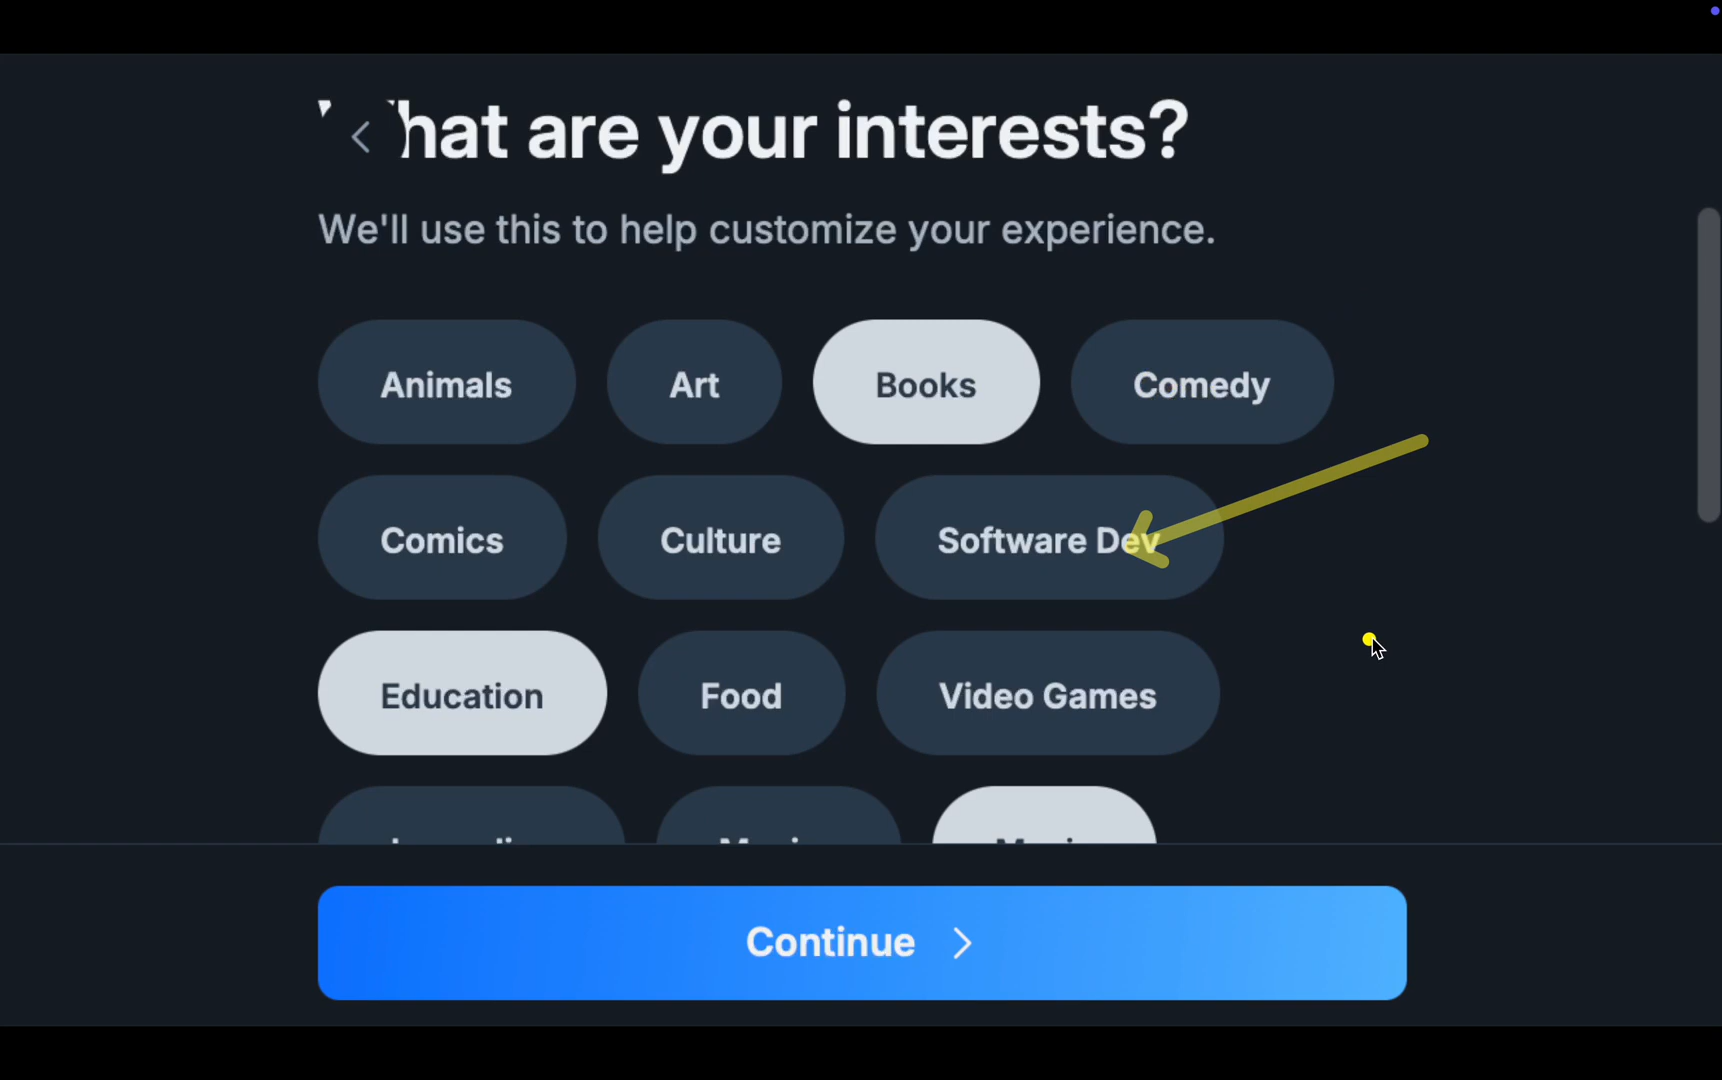 What are your interests?
We'll use this to help customize your experience.
Animals
Art
Books
Comedy
Comics
Culture
Software Dev
Education
Food
Video Games
Continue